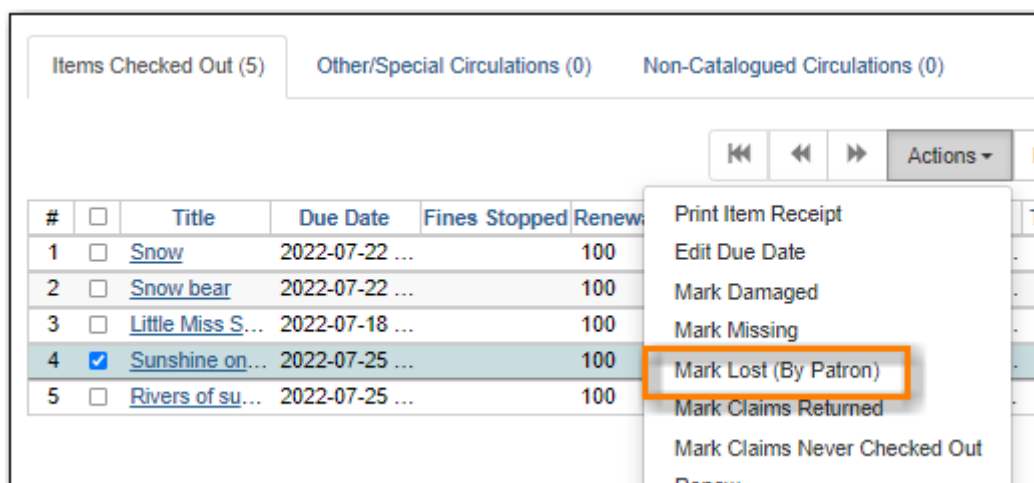 Items Checked Out (5) Other/Special Circulations (0) Non-Catalogued Circulations (0)
Actions
# Title Due Date Fines Stopped Renewa
1 Snow 2022-07-22 ... 100
2 Snow bear 2022-07-22 ... 100
3 Little Miss S... 2022-07-18 ... 100
4 Sunshine on... 2022-07-25 ... 100
5 Rivers of su... 2022-07-25 ... 100
Print Item Receipt
Edit Due Date
Mark Damaged
Mark Missing
Mark Lost (By Patron)
Mark Claims Returned
Mark Claims Never Checked Out